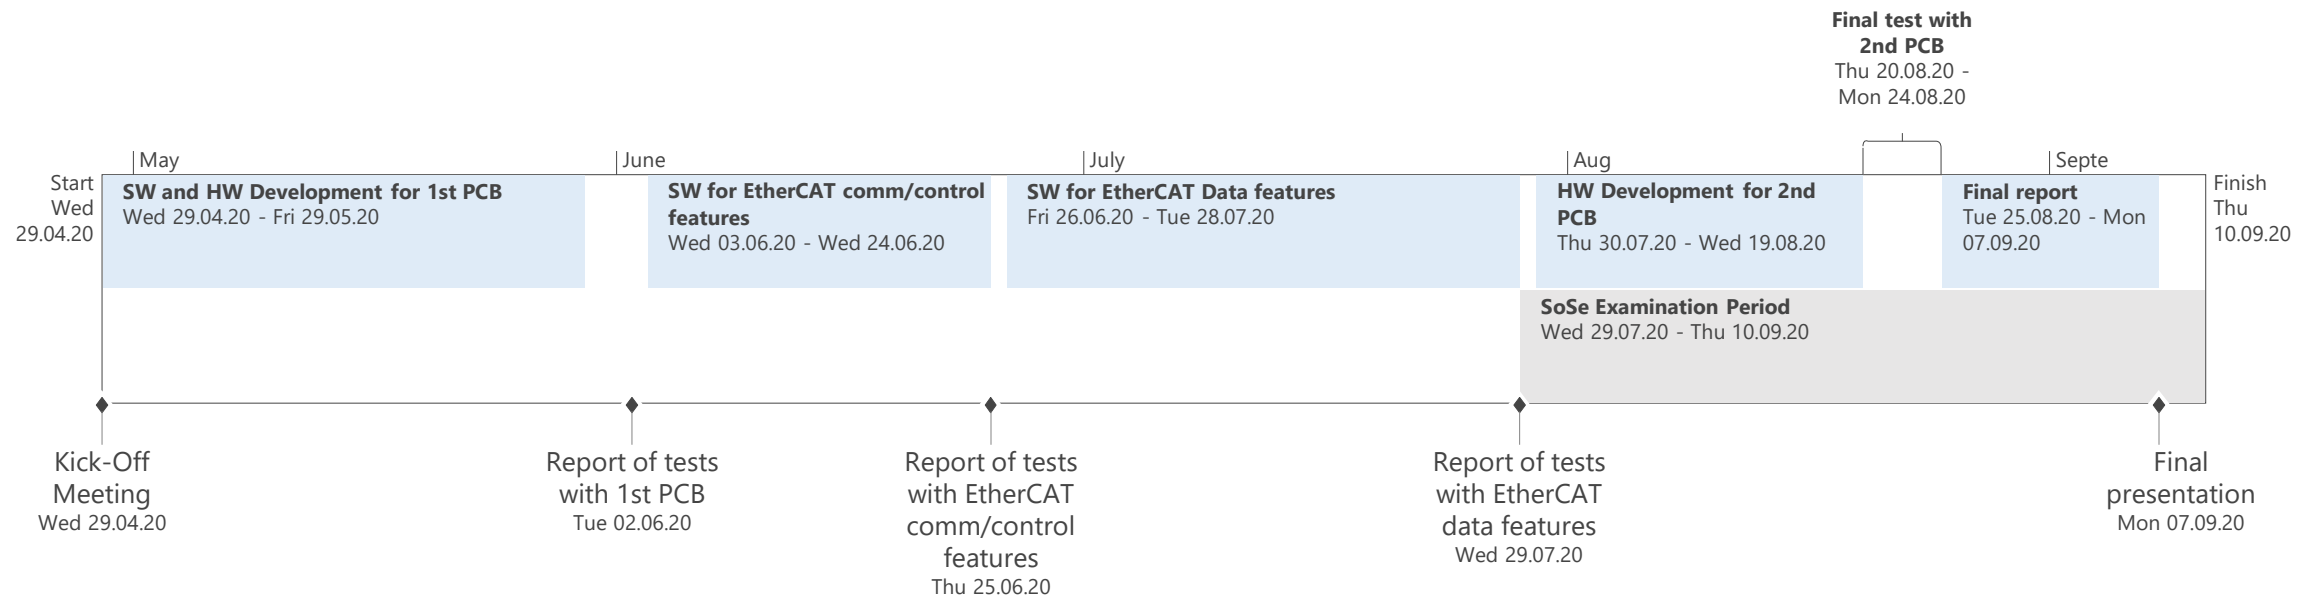 Final test with
2nd PCB
Thu 20.08.20 -
Mon 24.08.20
May
June
July
Aug
Septe
Start
Wed
29.04.20
SW and HW Development for 1st PCB
Wed 29.04.20 - Fri 29.05.20
SW for EtherCAT comm/control
features
Wed 03.06.20 - Wed 24.06.20
SW for EtherCAT Data features
Fri 26.06.20 - Tue 28.07.20
HW Development for 2nd
PCB
Thu 30.07.20 - Wed 19.08.20
Final report
Tue 25.08.20 - Mon
07.09.20
Finish
Thu
10.09.20
SoSe Examination Period
Wed 29.07.20 - Thu 10.09.20
Kick-Off
Meeting
Wed 29.04.20
Report of tests
with 1st PCB
Tue 02.06.20
Report of tests
with EtherCAT
comm/control
features
Thu 25.06.20
Report of tests
with EtherCAT
data features
Wed 29.07.20
Final
presentation
Mon 07.09.20